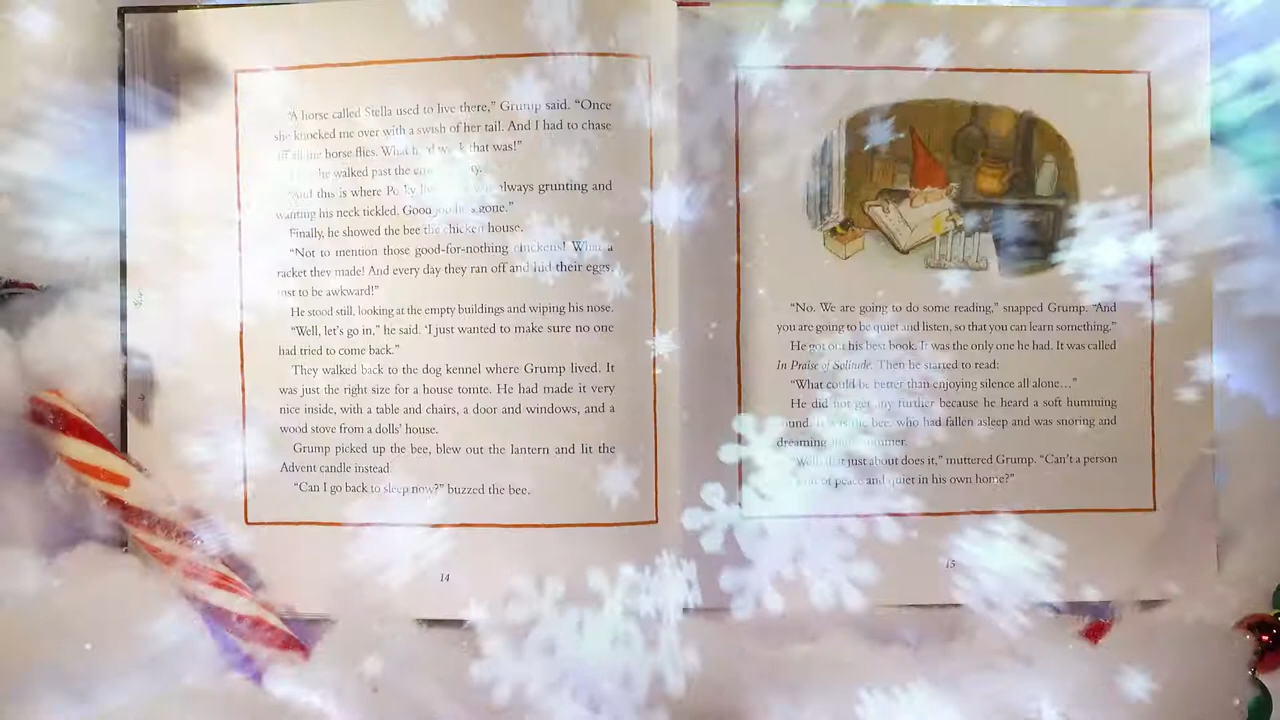 "A horse called Stella used to live there," Grump said. "Once
she knocked me over with a swish of her tail. And I had to chase
off all the horse flies. What h d w k that was!"
he walked past the
"And this is where always grunting and
wanting his neck tickled. Good gone."
Finally, he showed the bee the chicken house.
"Not to mention those good-for-nothing chickens! What a
racket they made! And every day they ran off and hid their eggs,
just to be awkward!"
He stood still, looking at the empty buildings and wiping his nose.
"Well, let's go in," he said. 'I just wanted to make sure no one
had tried to come back."
They walked back to the dog kennel where Grump lived. It
was just the right size for a house tomte. He had made it very
nice inside, with a table and chairs, a door and windows, and a
wood stove from a dolls' house.
Grump picked up the bee, blew out the lantern and lit the
Advent candle instead
"Can I go back to sleep now?" buzzed the bee.
14
"No. We are going to do some reading," snapped Grump. "And
you are going to be quiet and listen, so that you can learn something."
He got out his best book. It was the only one he had. It was called
In Praise of Solitude. Then he started to read:
"What could be better than enjoying silence all alone…"
He did not get any further because he heard a soft humming
sound. It was the bee, who had fallen asleep and was snoring and
dreaming summer.
"Well, that just about does it," muttered Grump. "Can't a person
of peace and quiet in his own home?"
15